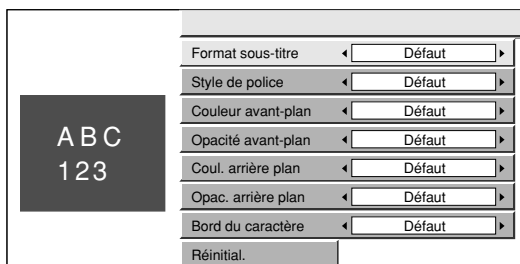 ABC
123
Format sous-titre Défaut
Style de police Défaut
Couleur avant-plan Défaut
Opacité avant-plan Défaut
Coul. arrière plan Défaut
Opac. arrière plan Défaut
Bord du caractère Défaut
Réinitial.